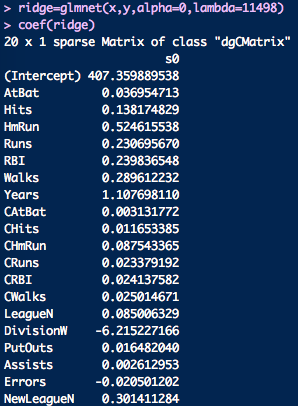 > ridge=glmnet(x,y,alpha=0,lambda=11498)
> coef(ridge)
20 x 1 sparse Matrix of class "dgCMatrix"
s0
(Intercept) 407.359889538
AtBat 0.036954713
Hits 0.138174829
HmRun 0.524615538
Runs 0.230695670
RBI 0.239836548
Walks 0.289612232
Years 1.107698110
CAtBat 0.003131772
CHits 0.011653385
CHmRun 0.087543365
CRuns 0.023379192
CRBI 0.024137582
CWalks 0.025014671
LeagueN 0.085006329
DivisionW -6.215227166
PutOuts 0.016482040
Assists 0.002612953
Errors -0.020501202
NewLeagueN 0.301411284